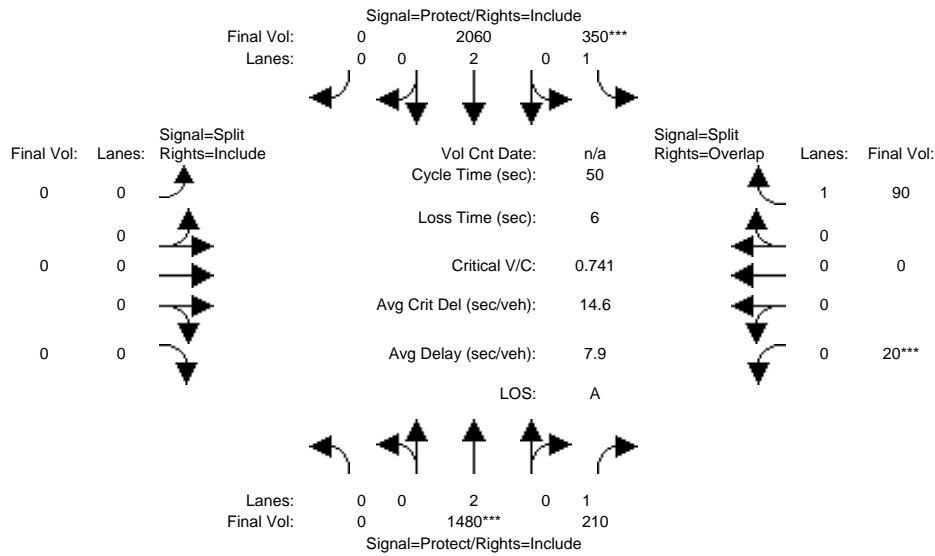 Signal=Protect/Rights=Include
Final Vol: 0 2060 350***
Lanes: 0 0 2 0 1
Signal=Split Signal=Split
Final Vol: Lanes: Rights=Include Vol Cnt Date: n/a Rights=Overlap Lanes: Final Vol:
Cycle Time (sec): 50
0 0 1 90
Loss Time (sec): 6
0 0
0 0 Critical V/C: 0.741 0 0
0 Avg Crit Del (sec/veh): 14.6 0
0 0 Avg Delay (sec/veh): 7.9 0 20***
LOS: A
Lanes: 0 0 2 0 1
Final Vol: 0 1480*** 210
Signal=Protect/Rights=Include